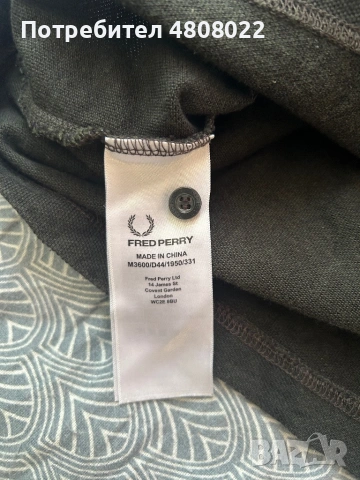 Потребител 4808022
FRED PERRY
MADE IN CHINA
M3600/D44/1950/331
Fred Perry Ltd
14 James St
Covent Garden
London
WC2E 8BU
BAZAR